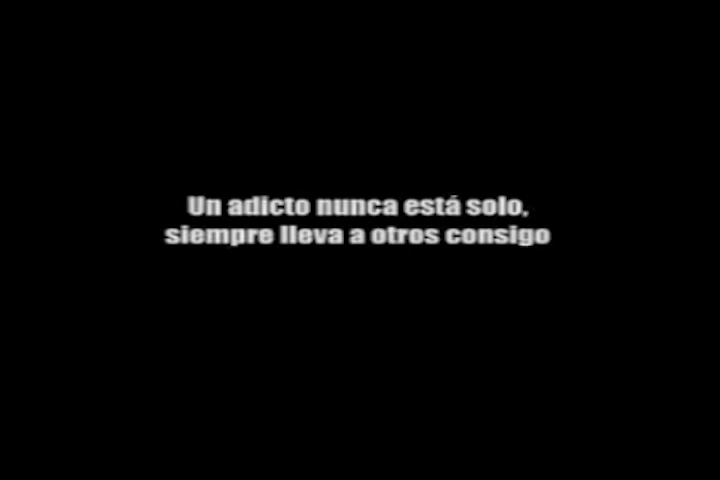 Un adicto nunca está solo,
siempre lleva a otros consigo